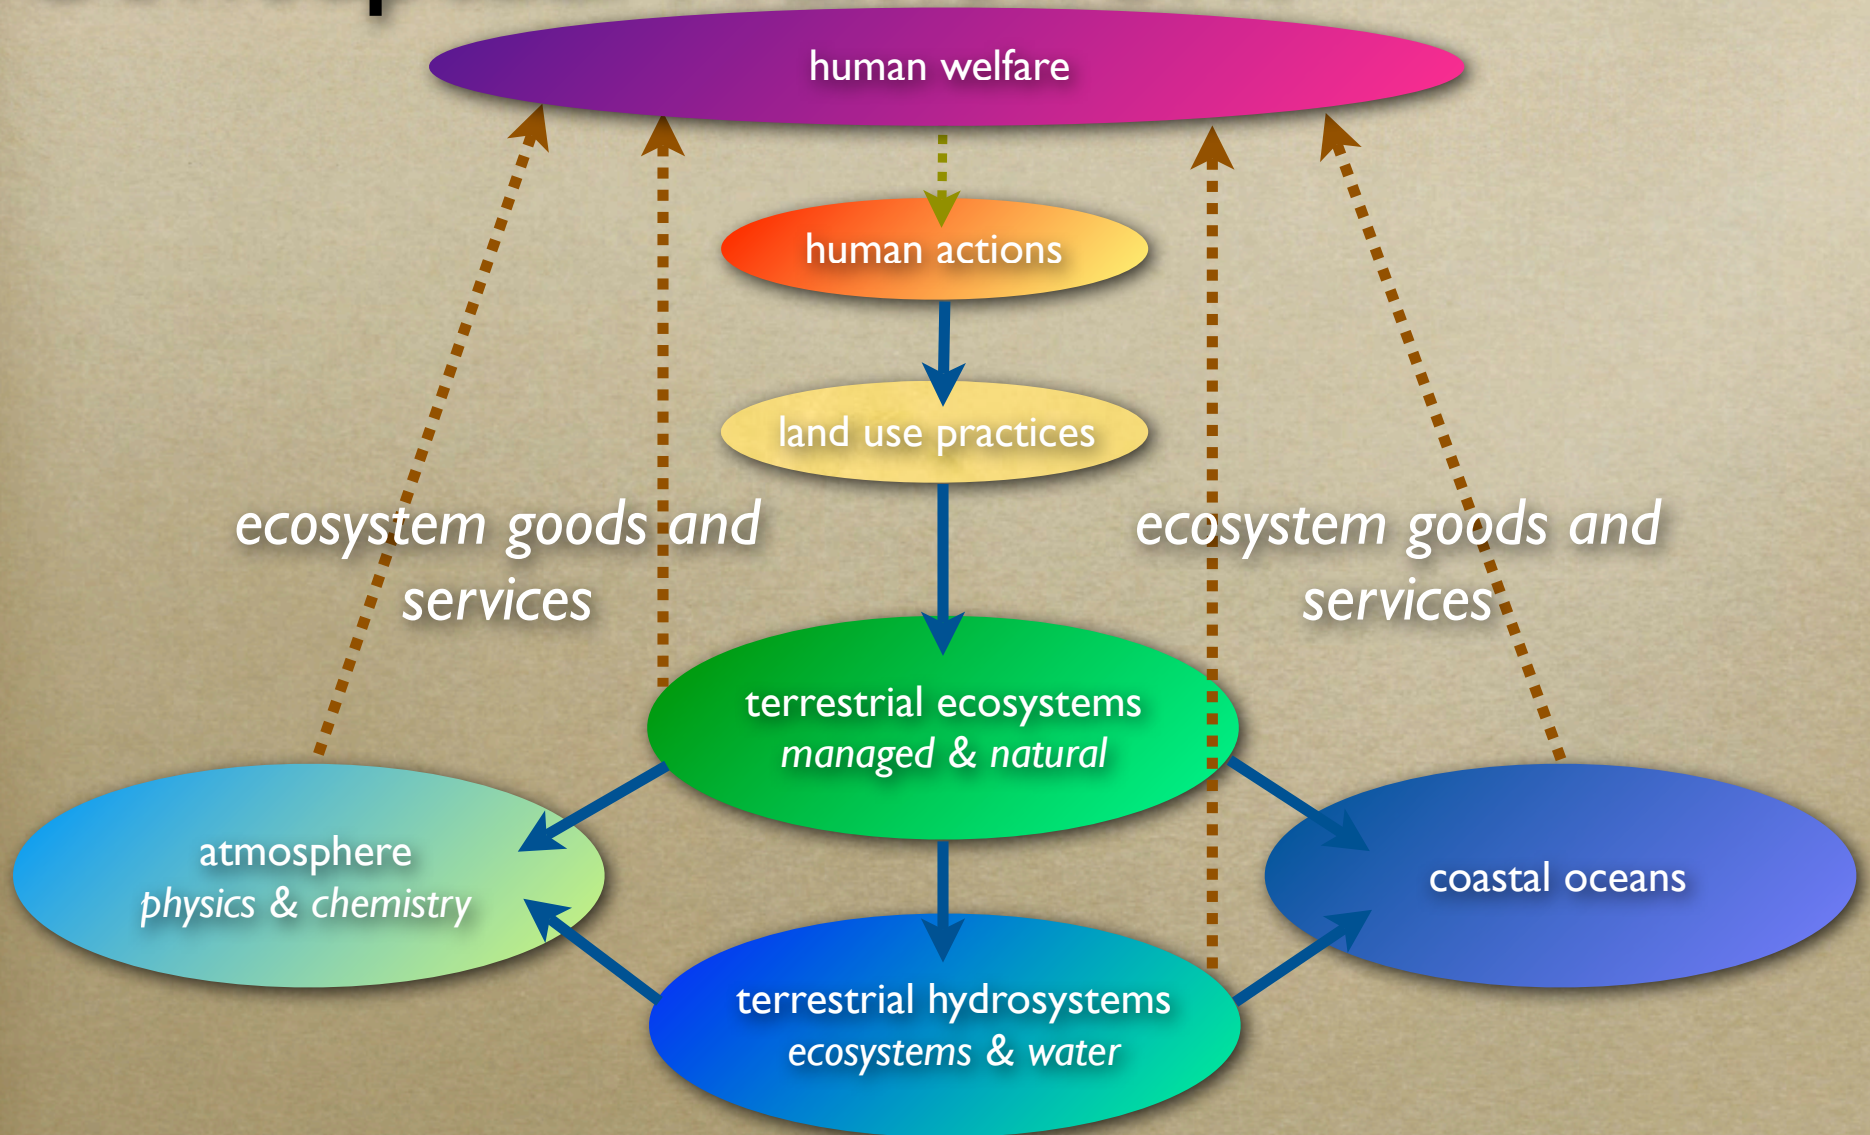 human welfare
human actions
land use practices
ecosystem goods and
services
ecosystem goods and
services
terrestrial ecosystems
managed & natural
atmosphere
physics & chemistry
coastal oceans
terrestrial hydrosystems
ecosystems & water